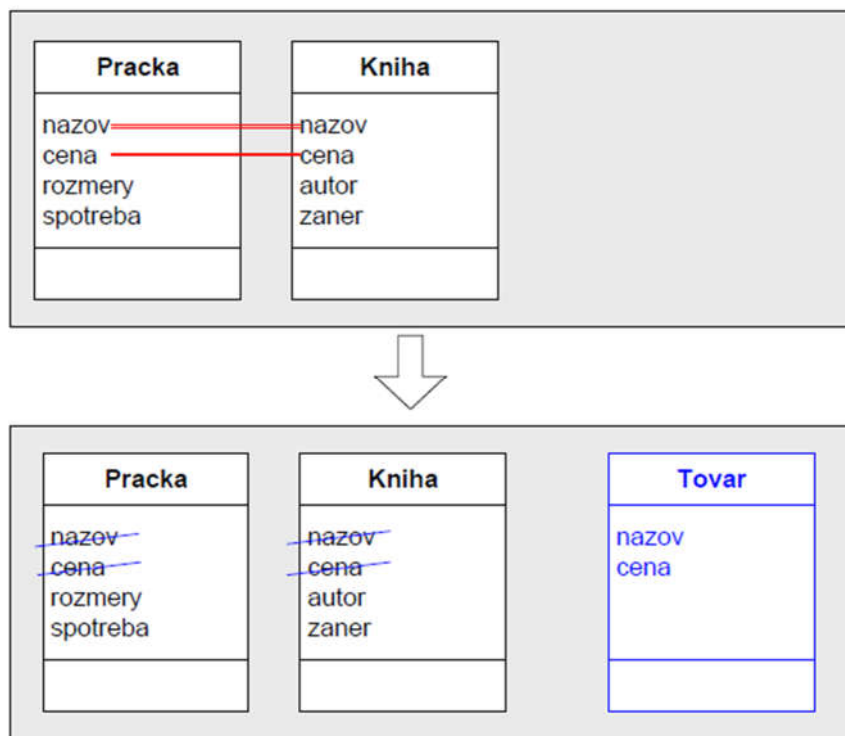 Pracka
nazov
cena
rozmery
spotreba
Kniha
nazov
cena
autor
zaner
Pracka
nazov
cena
rozmery
spotreba
Kniha
nazov
cena
autor
zaner
Tovar
nazov
cena